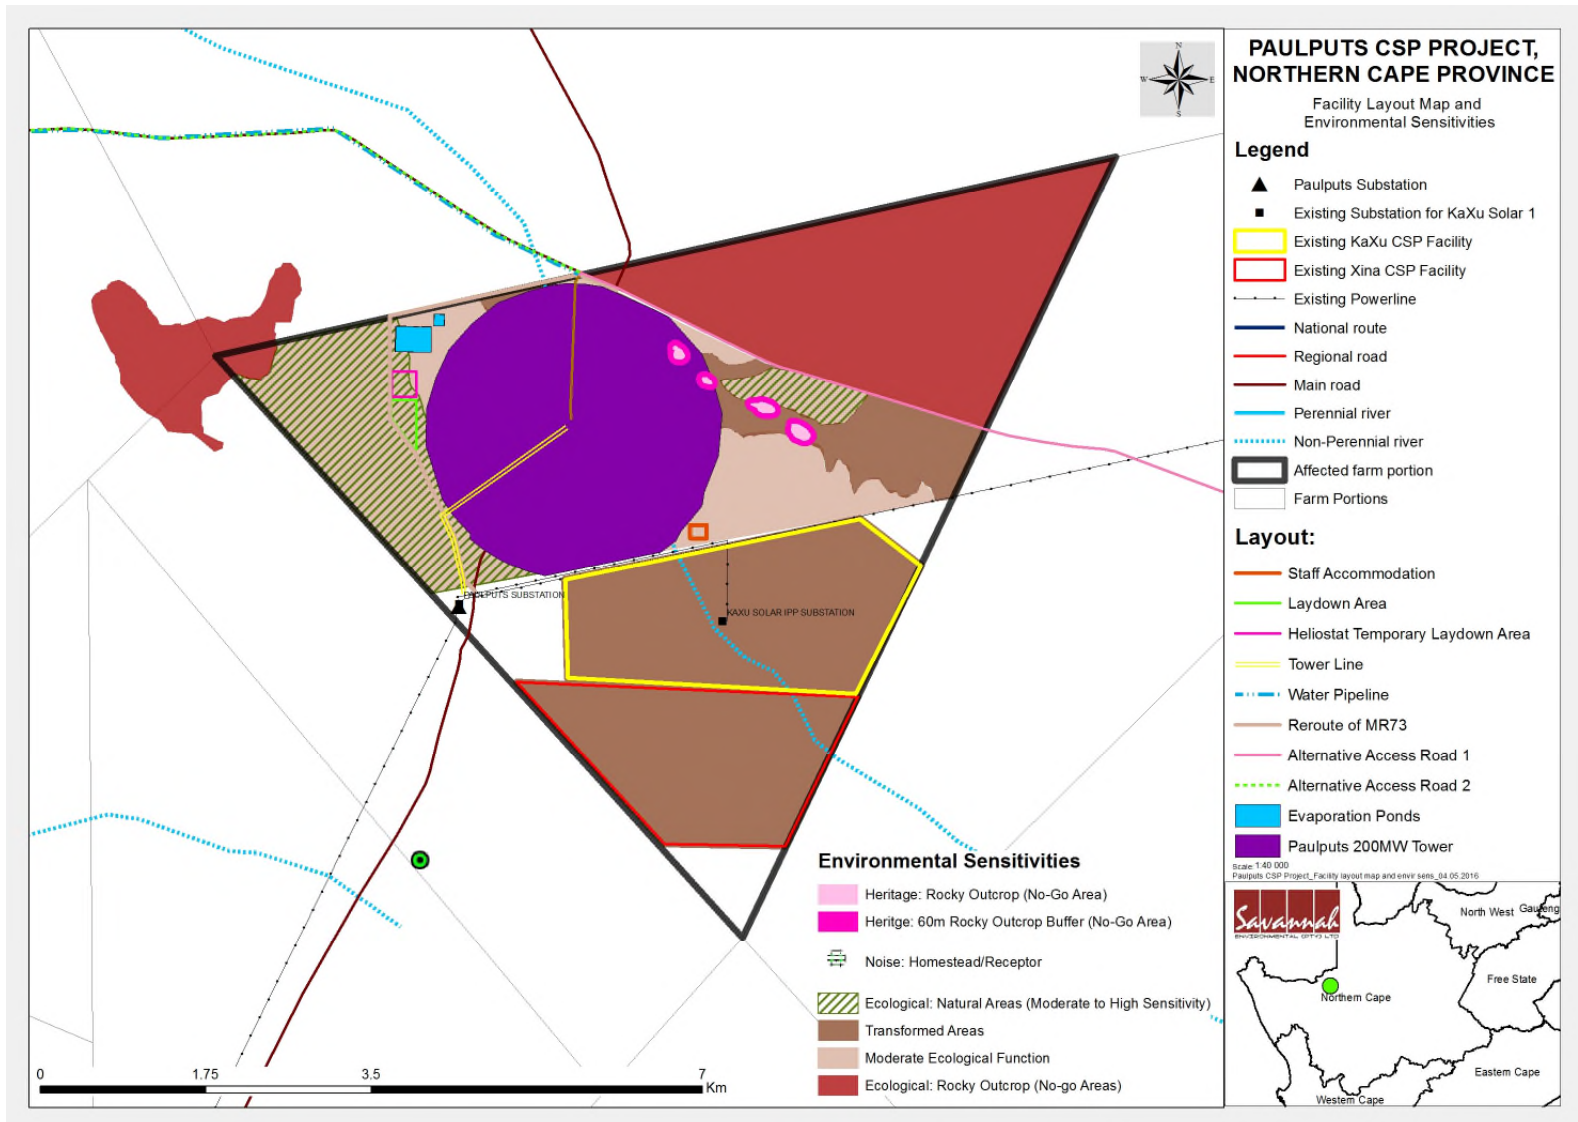 PAULPUTS CSP PROJECT,
NORTHERN CAPE PROVINCE
Facility Layout Map and
Environmental Sensitivities
Legend
Paulputs Substation
Existing Substation for KaXu Solar 1
Existing KaXu CSP Facility
Existing Xina CSP Facility
Existing Powerline
National route
Regional road
Main road
Perennial river
Non-Perennial river
Affected farm portion
Farm Portions
Layout:
Staff Accommodation
Laydown Area
Heliostat Temporary Laydown Area
Tower Line
Water Pipeline
Reroute of MR73
Alternative Access Road 1
Alternative Access Road 2
Evaporation Ponds
Paulputs 200MW Tower
Scale: 1:40 000
Paulputs CSP Project_Facility layout map and envir sens_04.05.2016
N
W
E
S
PAULPUTS SUBSTATION
KAXU SOLAR IPP SUBSTATION
Environmental Sensitivities
Heritage: Rocky Outcrop (No-Go Area)
Heritge: 60m Rocky Outcrop Buffer (No-Go Area)
Noise: Homestead/Receptor
Ecological: Natural Areas (Moderate to High Sensitivity)
Transformed Areas
Moderate Ecological Function
Ecological: Rocky Outcrop (No-go Areas)
0
1.75
3.5
7
Km
Savannah
ENVIRONMENTAL (PTY) LTD
North West
Gauteng
Free State
Northern Cape
Eastern Cape
Western Cape